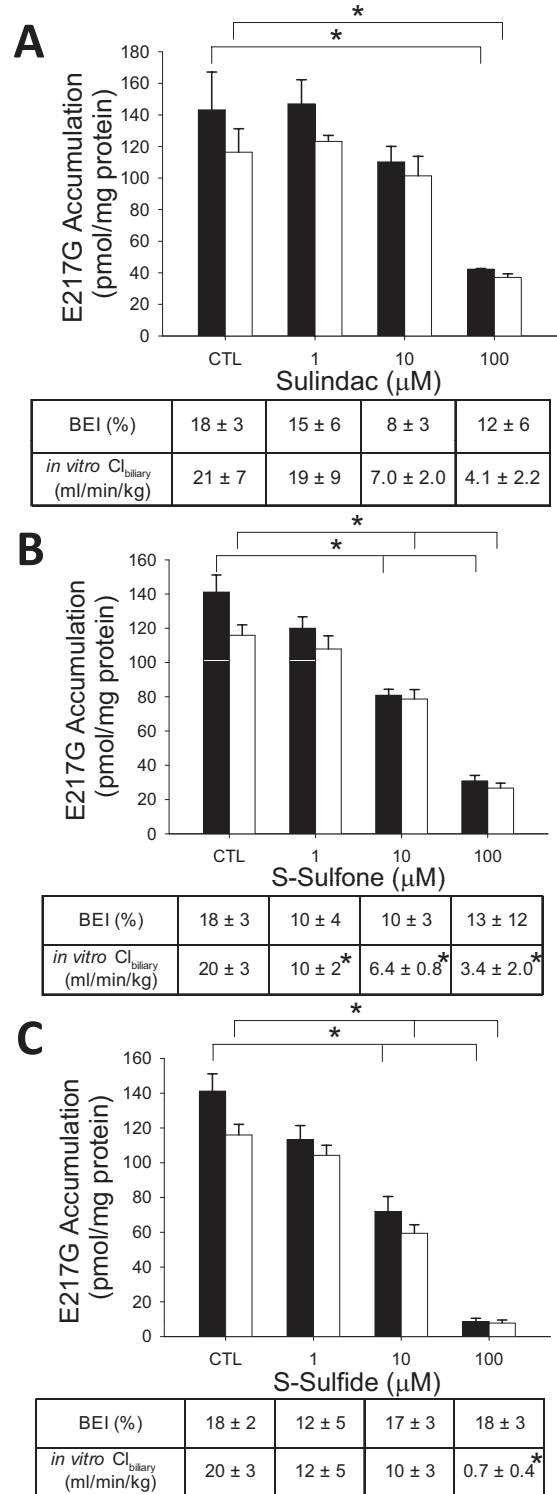 A
*
*
E217G Accumulation
(pmol/mg protein)
180
160
140
120
100
80
60
40
20
0
CTL 1 10 100
Sulindac (μM)
BEI (%) 18 ± 3 15 ± 6 8 ± 3 12 ± 6
in vitro Cl_biliary (ml/min/kg) 21 ± 7 19 ± 9 7.0 ± 2.0 4.1 ± 2.2
B
*
*
E217G Accumulation
(pmol/mg protein)
160
140
120
100
80
60
40
20
0
CTL 1 10 100
S-Sulfone (μM)
BEI (%) 18 ± 3 10 ± 4 10 ± 3 13 ± 12
in vitro Cl_biliary (ml/min/kg) 20 ± 3 10 ± 2* 6.4 ± 0.8* 3.4 ± 2.0*
C
*
*
E217G Accumulation
(pmol/mg protein)
160
140
120
100
80
60
40
20
0
CTL 1 10 100
S-Sulfide (μM)
BEI (%) 18 ± 2 12 ± 5 17 ± 3 18 ± 3
in vitro Cl_biliary (ml/min/kg) 20 ± 3 12 ± 5 10 ± 3 0.7 ± 0.4*